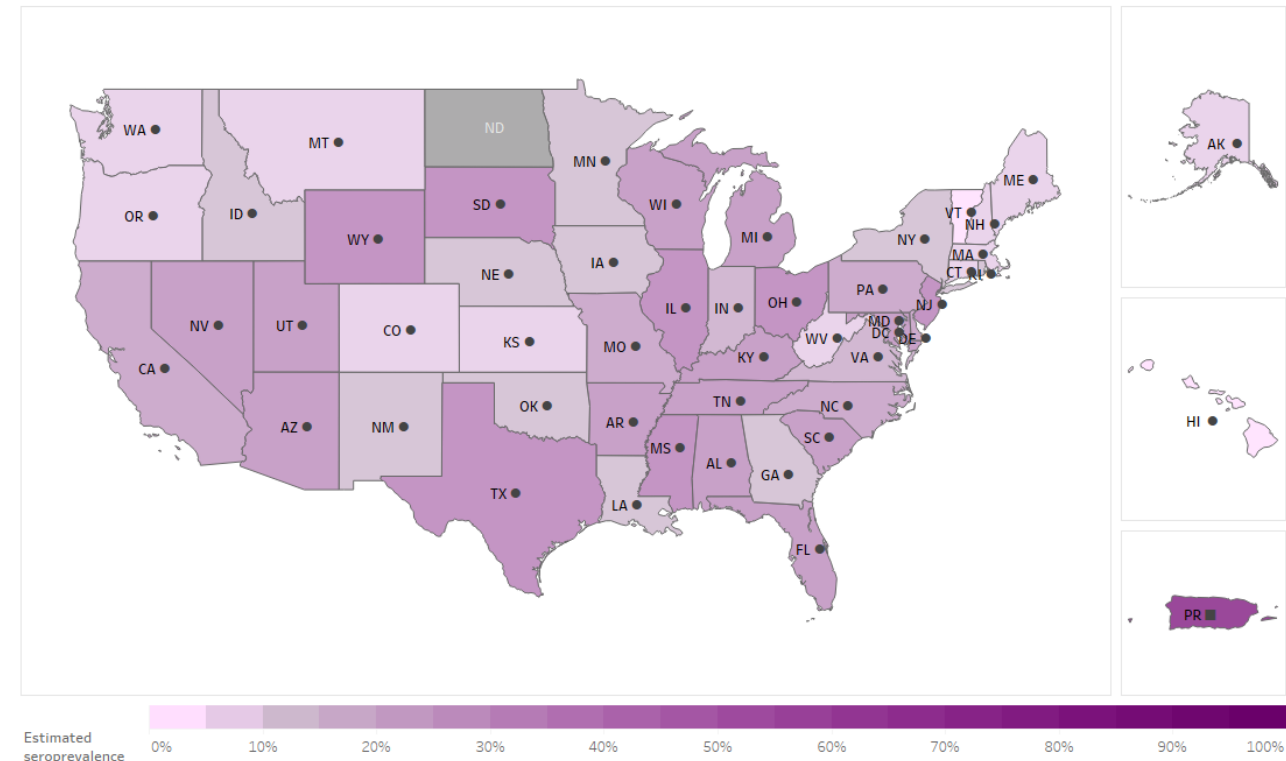 WA
MT
ND
MN
ME
AK
OR
ID
SD
WI
VT
NH
WY
MI
NY
MA
NE
IA
CT
RI
PA
NV
UT
CO
IL
IN
OH
NJ
KS
MO
KY
WV
MD
DC
DE
VA
CA
AZ
NM
OK
AR
TN
NC
SC
HI
MS
AL
GA
TX
LA
FL
PR
Estimated
seroprevalence
0% 10% 20% 30% 40% 50% 60% 70% 80% 90% 100%